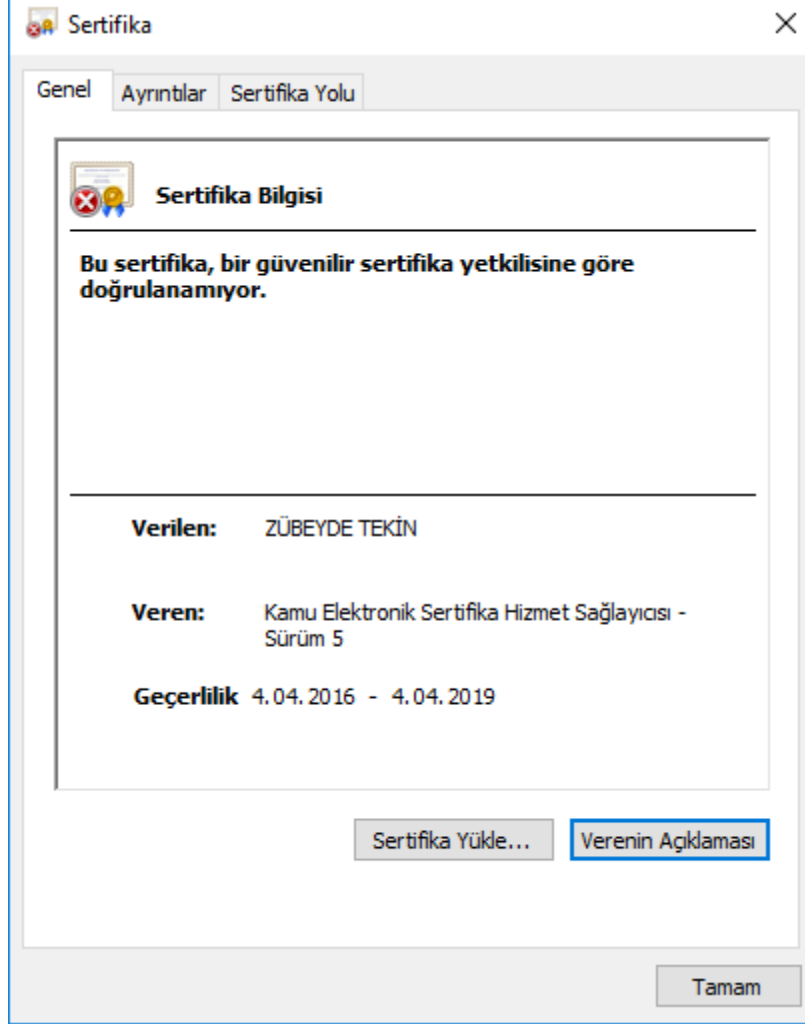 Sertifika
Genel Ayrıntılar Sertifika Yolu
Sertifika Bilgisi
Bu sertifika, bir güvenilir sertifika yetkilisine göre
doğrulanamıyor.
Verilen: ZÜBEYDE TEKİN
Veren: Kamu Elektronik Sertifika Hizmet Sağlayıcısı -
Sürüm 5
Geçerlilik 4.04.2016 - 4.04.2019
Sertifika Yükle... Verenin Açıklaması
Tamam